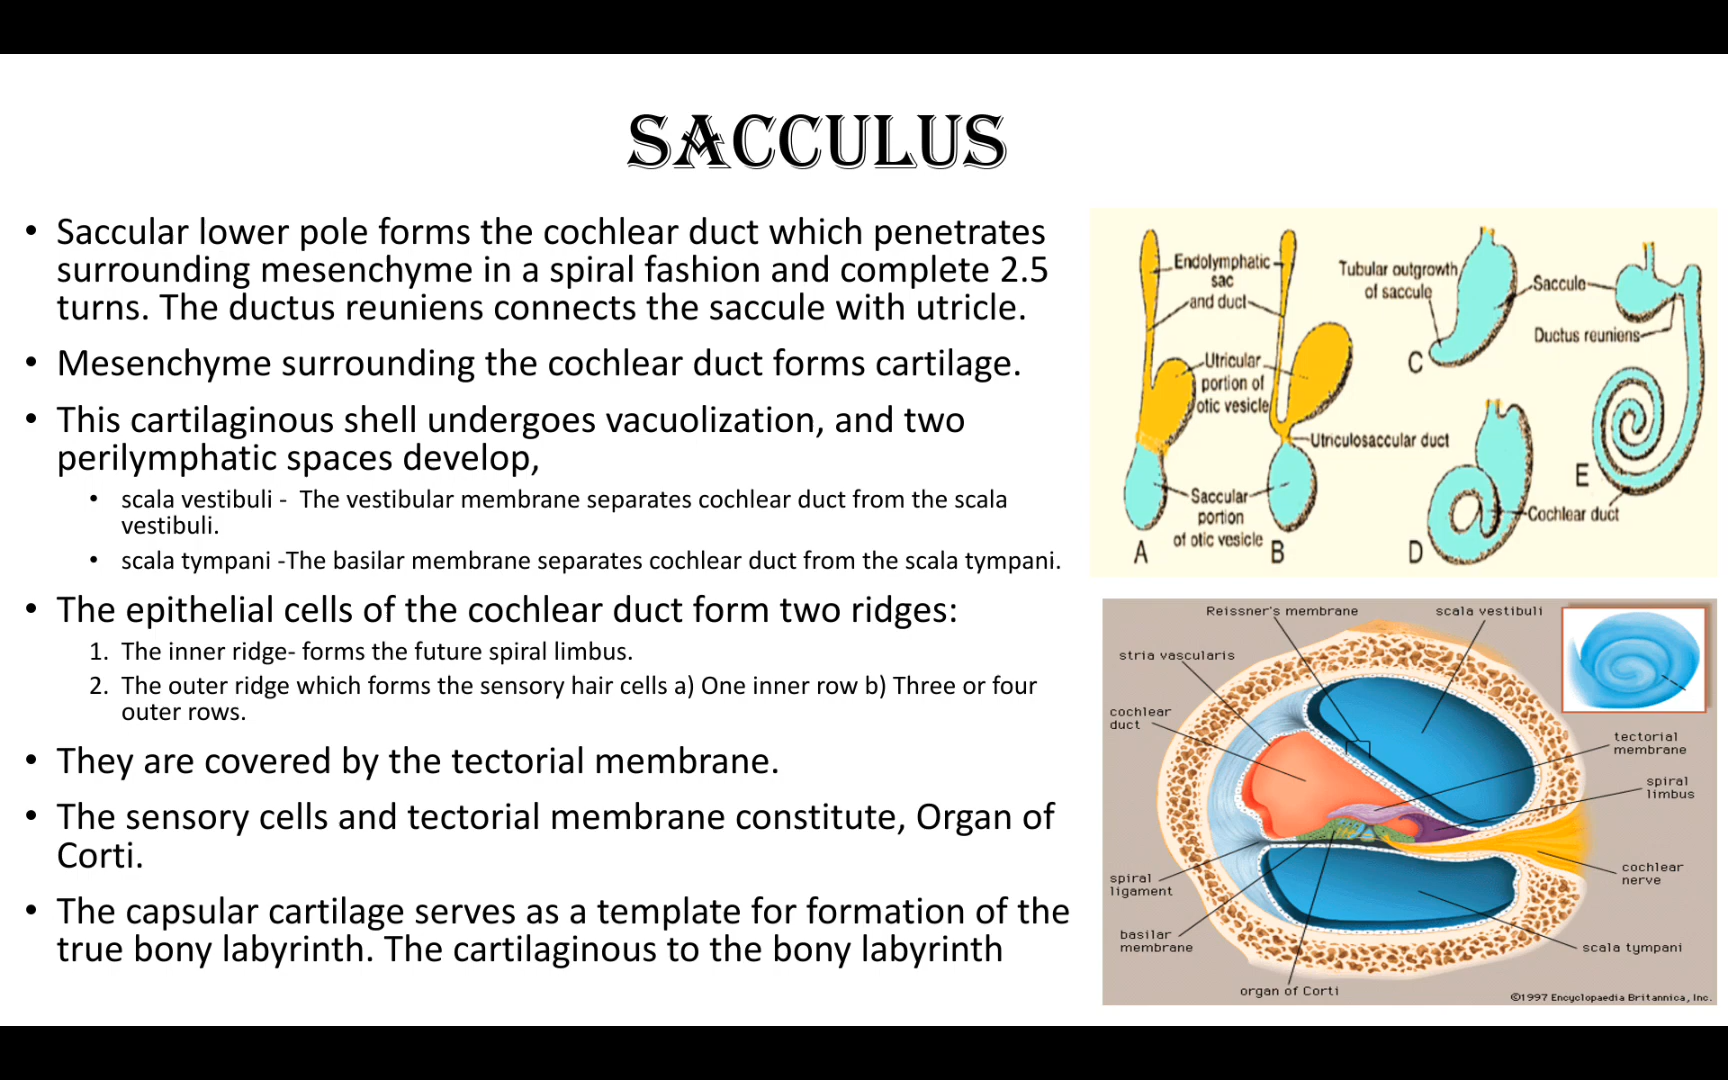 SACCULUS
• Saccular lower pole forms the cochlear duct which penetrates
surrounding mesenchyme in a spiral fashion and complete 2.5
turns. The ductus reuniens connects the saccule with utricle.
• Mesenchyme surrounding the cochlear duct forms cartilage.
• This cartilaginous shell undergoes vacuolization, and two
perilymphatic spaces develop,
• scala vestibuli - The vestibular membrane separates cochlear duct from the scala
vestibuli.
• scala tympani -The basilar membrane separates cochlear duct from the scala tympani.
• The epithelial cells of the cochlear duct form two ridges:
1. The inner ridge- forms the future spiral limbus.
2. The outer ridge which forms the sensory hair cells a) One inner row b) Three or four
outer rows.
• They are covered by the tectorial membrane.
• The sensory cells and tectorial membrane constitute, Organ of
Corti.
• The capsular cartilage serves as a template for formation of the
true bony labyrinth. The cartilaginous to the bony labyrinth
Endolymphatic
sac
and duct
Utricular
portion of
otic vesicle
Utriculosaccular duct
Saccular
portion
of otic vesicle
A
B
Tubular outgrowth
of saccule
C
Saccule
Ductus reuniens
E
Cochlear duct
D
Reissner's membrane
scala vestibuli
stria vascularis
cochlear
duct
tectorial
membrane
spiral
limbus
cochlear
nerve
spiral
ligament
basilar
membrane
scala tympani
organ of Corti
©1997 Encyclopaedia Britannica, Inc.